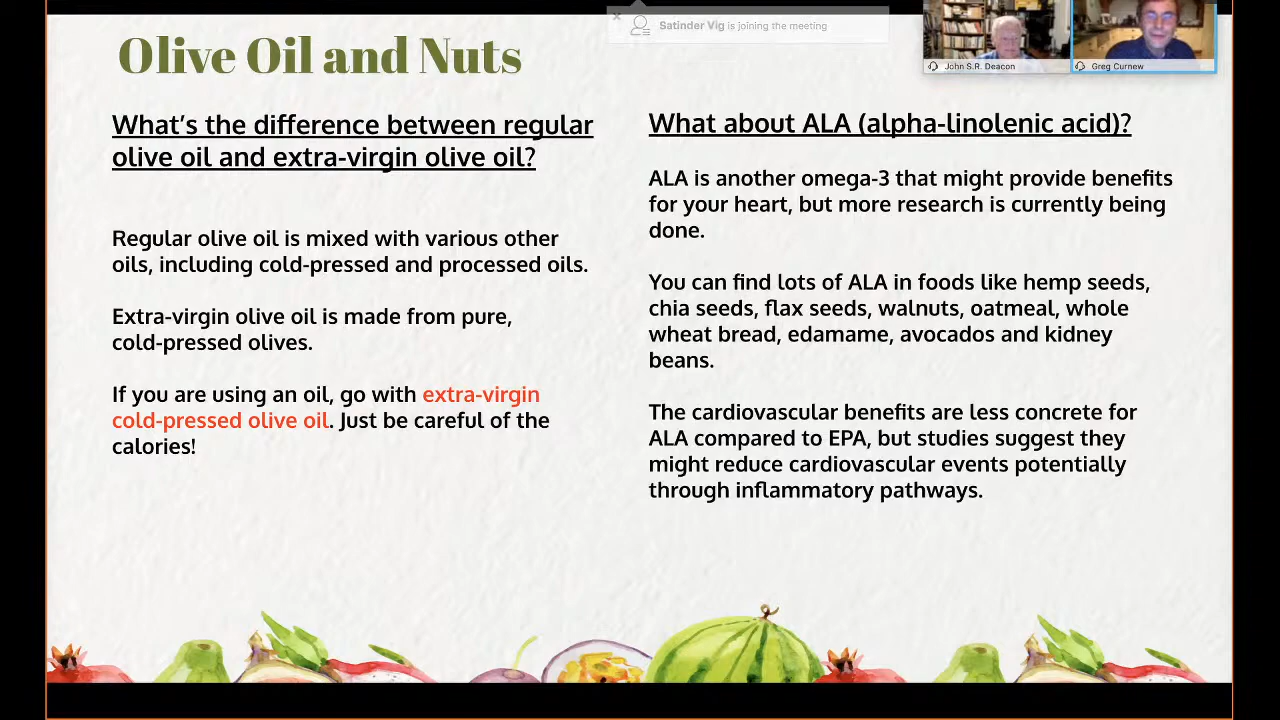 Satinder Vig is joining the meeting
John S.R. Deacon
Greg Curnew
Olive Oil and Nuts
What's the difference between regular
olive oil and extra-virgin olive oil?
Regular olive oil is mixed with various other
oils, including cold-pressed and processed oils.
Extra-virgin olive oil is made from pure,
cold-pressed olives.
If you are using an oil, go with extra-virgin
cold-pressed olive oil. Just be careful of the
calories!
What about ALA (alpha-linolenic acid)?
ALA is another omega-3 that might provide benefits
for your heart, but more research is currently being
done.
You can find lots of ALA in foods like hemp seeds,
chia seeds, flax seeds, walnuts, oatmeal, whole
wheat bread, edamame, avocados and kidney
beans.
The cardiovascular benefits are less concrete for
ALA compared to EPA, but studies suggest they
might reduce cardiovascular events potentially
through inflammatory pathways.